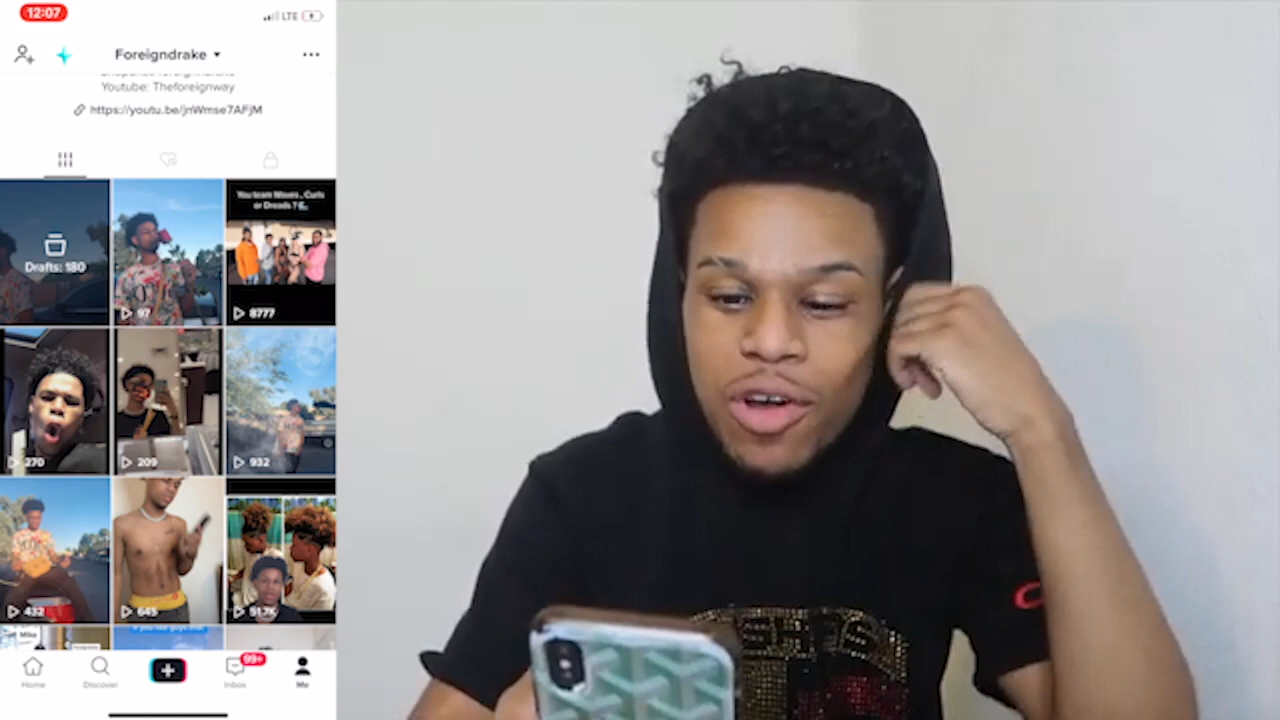 12:07
LTE
Foreigndrake
Youtube: Theforeignway
https://youtu.be/jnWmse7AFjM
You team Waves, Curls
or Dreads ?
Drafts: 180
97
8777
270
209
932
432
645
51.7K
Mike
99+
Home
Discover
Inbox
Me